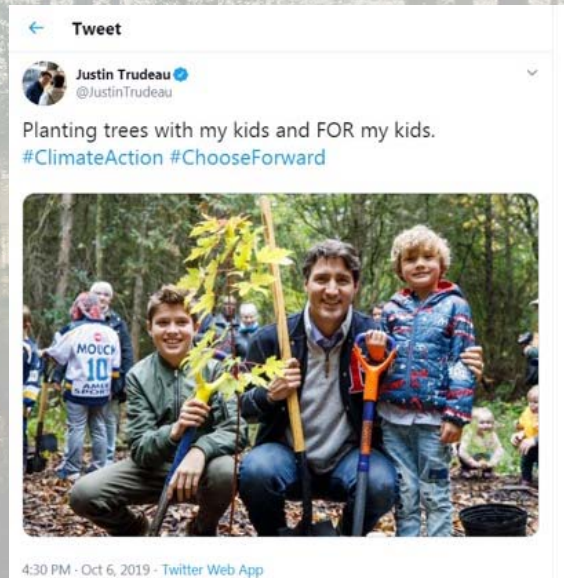 Tweet
Justin Trudeau
@JustinTrudeau
Planting trees with my kids and FOR my kids.
#ClimateAction #ChooseForward
MOUCH
10
4:30 PM · Oct 6, 2019 · Twitter Web App